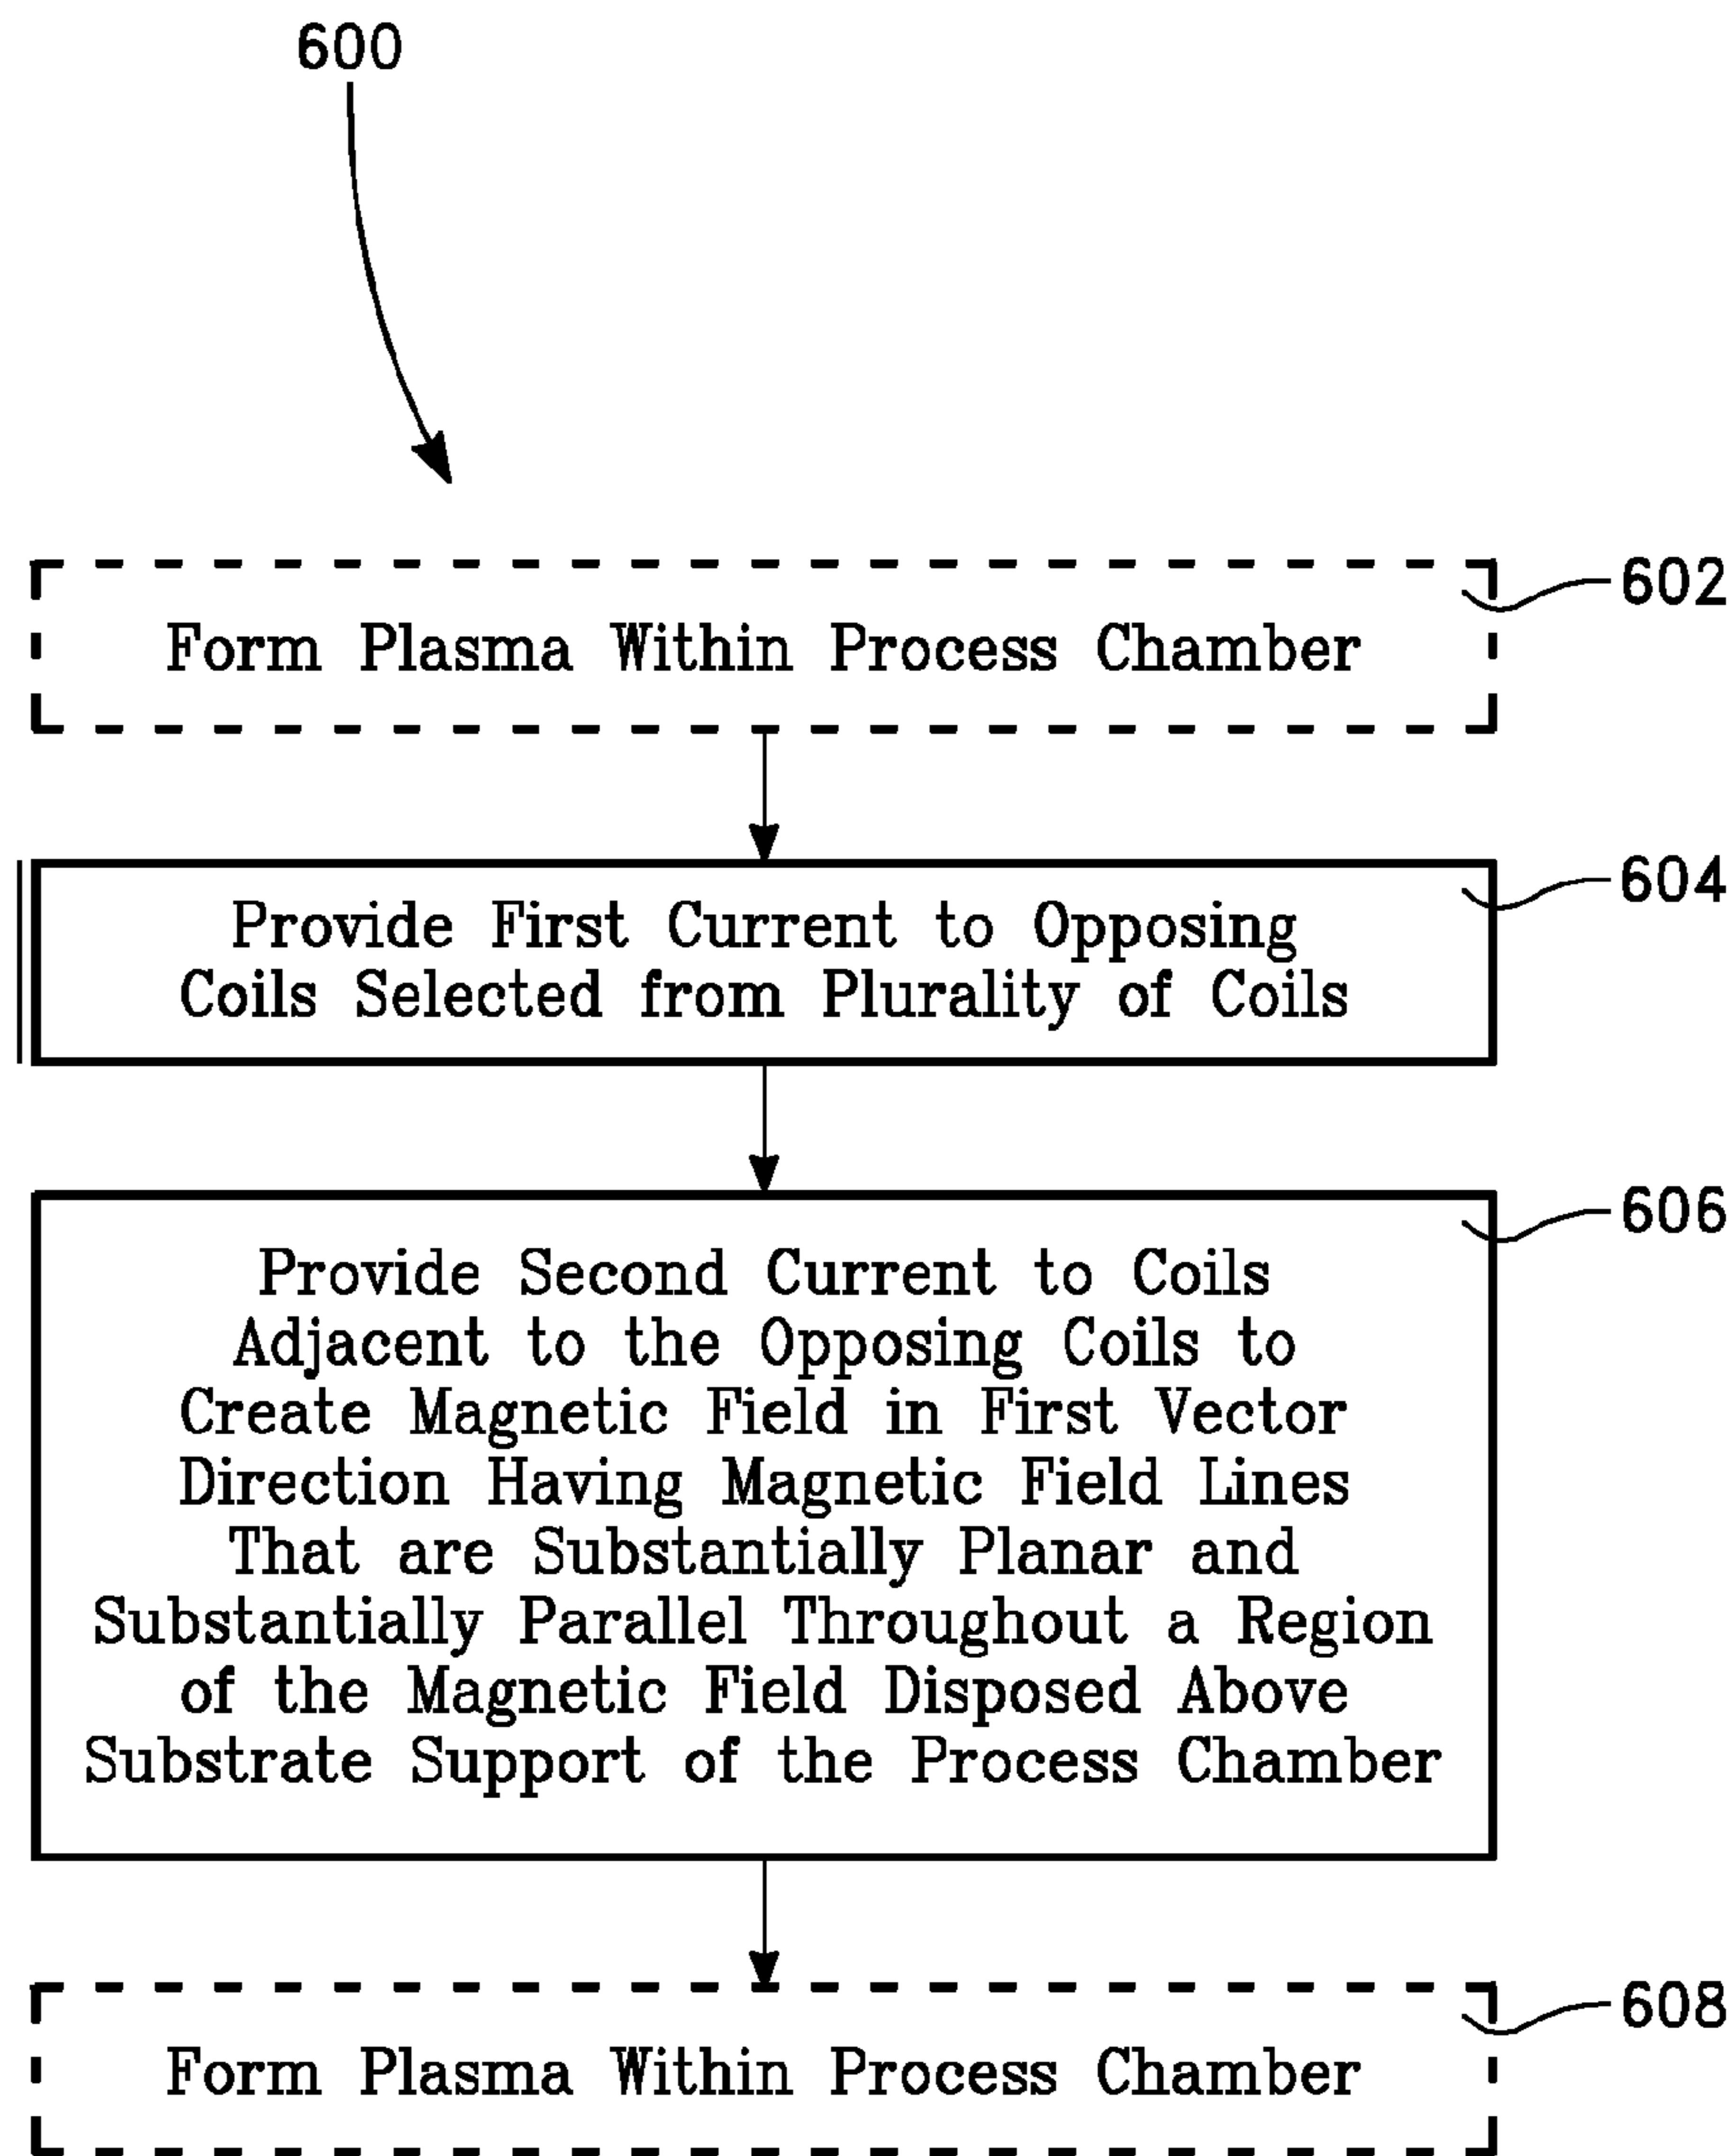 600
602
Form Plasma Within Process Chamber
604
Provide First Current to Opposing
Coils Selected from Plurality of Coils
606
Provide Second Current to Coils
Adjacent to the Opposing Coils to
Create Magnetic Field in First Vector
Direction Having Magnetic Field Lines
That are Substantially Planar and
Substantially Parallel Throughout a Region
of the Magnetic Field Disposed Above
Substrate Support of the Process Chamber
608
Form Plasma Within Process Chamber